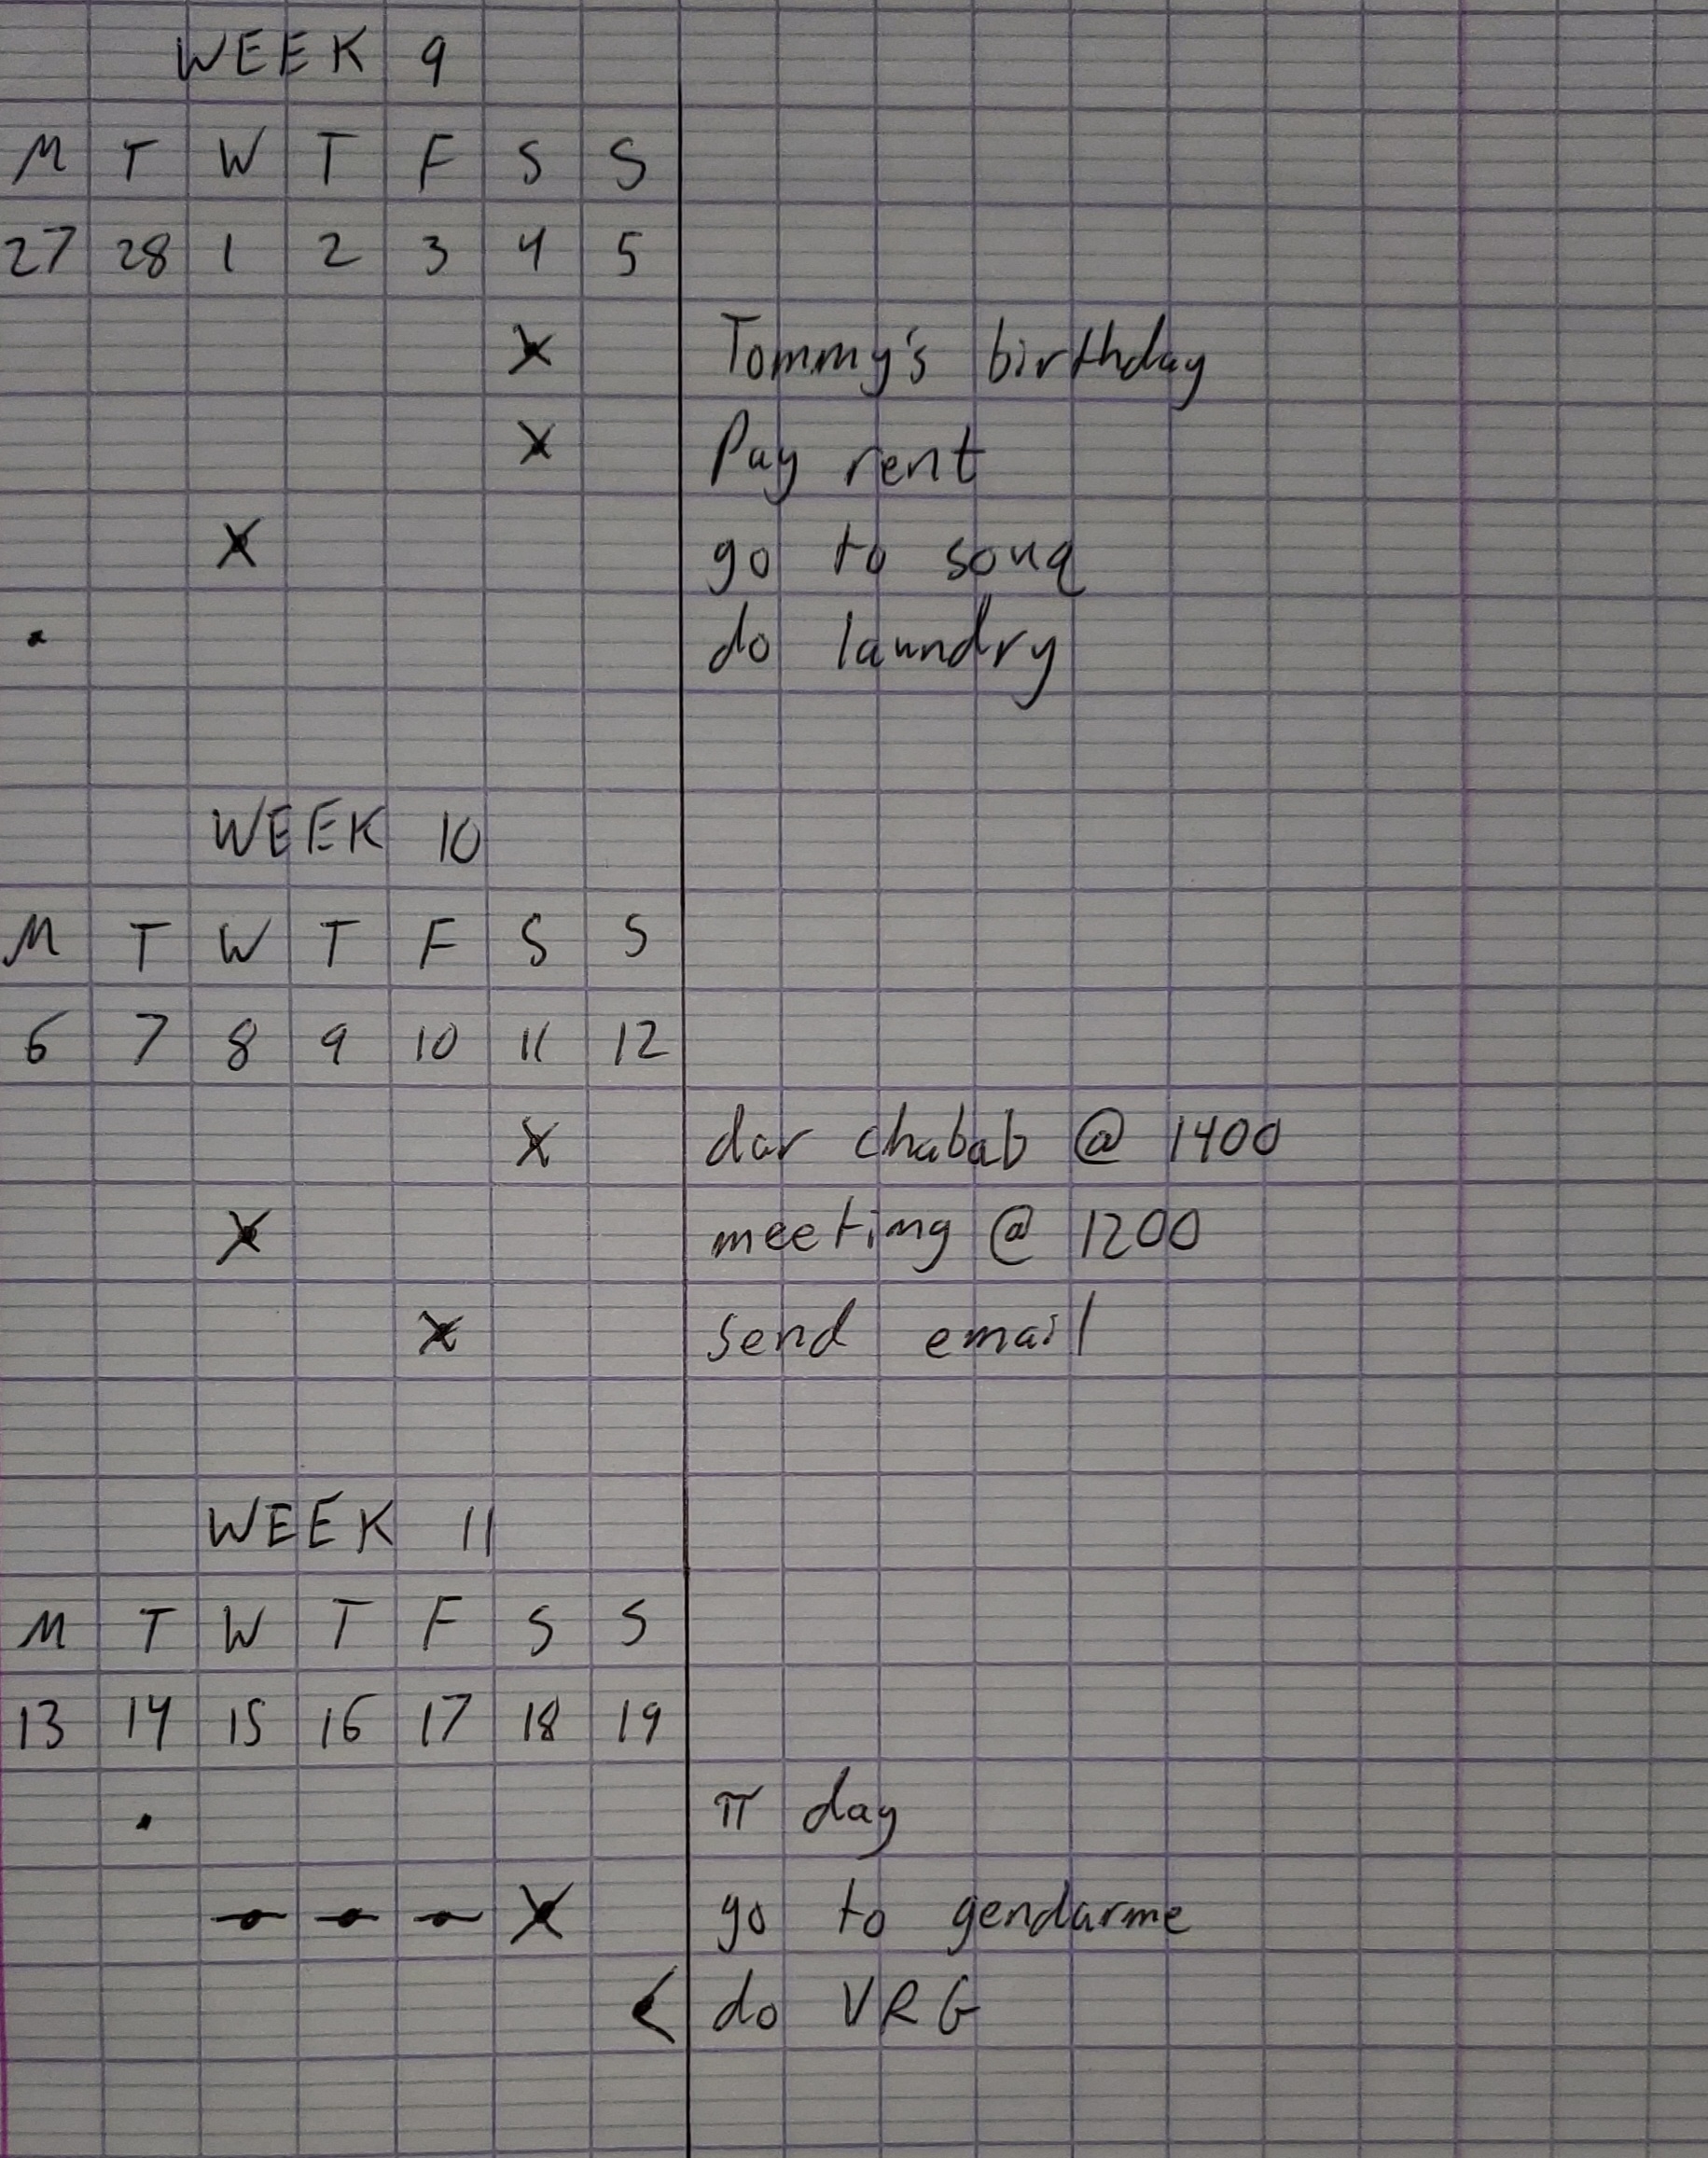 WEEK 9
M T W T F S S
27 28 1 2 3 4 5
X Tommy's birthday
X Pay rent
X go to souq
• do laundry
WEEK 10
M T W T F S S
6 7 8 9 10 11 12
X dar chabab @ 1400
X meeting @ 1200
X send email
WEEK 11
M T W T F S S
13 14 15 16 17 18 19
• π day
– – – X go to gendarme
< do VRG